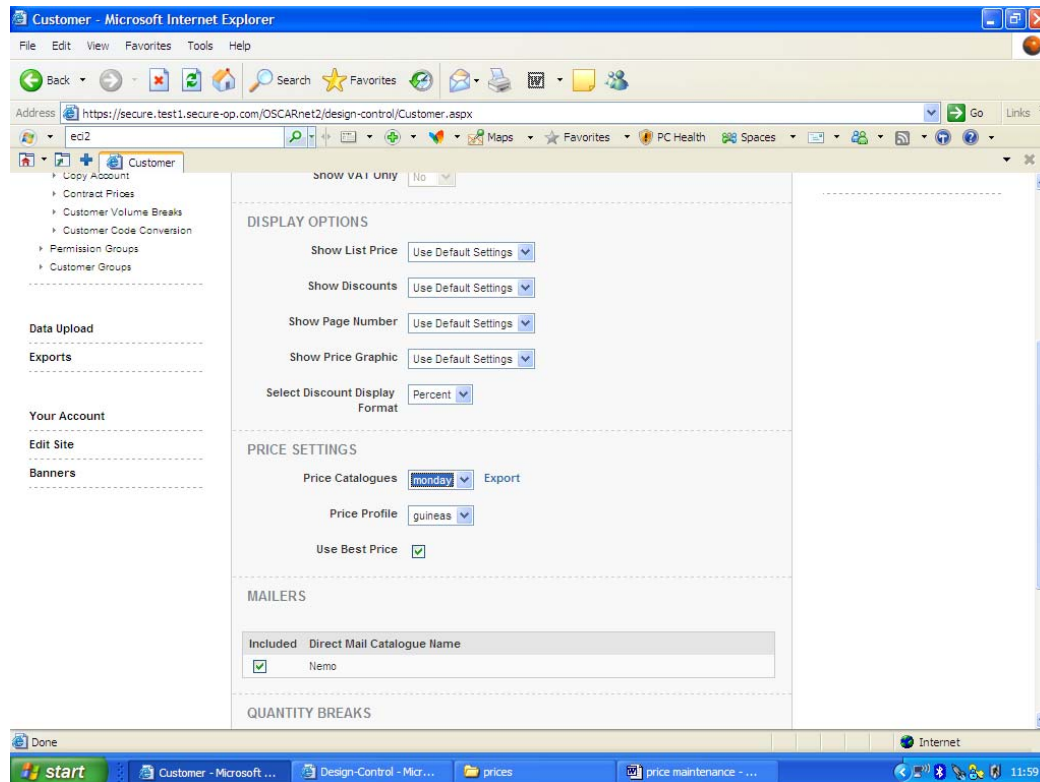 Customer - Microsoft Internet Explorer
File Edit View Favorites Tools Help
Back Search Favorites
Address https://secure.test1.secure-op.com/OSCARnet2/design-control/Customer.aspx Go Links
eci2 Maps Favorites PC Health Spaces
Customer
Copy Account
Contract Prices
Customer Volume Breaks
Customer Code Conversion
Permission Groups
Customer Groups
Data Upload
Exports
Your Account
Edit Site
Banners
Show VAT Only No
DISPLAY OPTIONS
Show List Price Use Default Settings
Show Discounts Use Default Settings
Show Page Number Use Default Settings
Show Price Graphic Use Default Settings
Select Discount Display Format Percent
PRICE SETTINGS
Price Catalogues monday Export
Price Profile guineas
Use Best Price
MAILERS
Included Direct Mail Catalogue Name
Nemo
QUANTITY BREAKS
Done Internet
start Customer - Microsoft ... Design-Control - Micr... prices price maintenance - ... 11:59